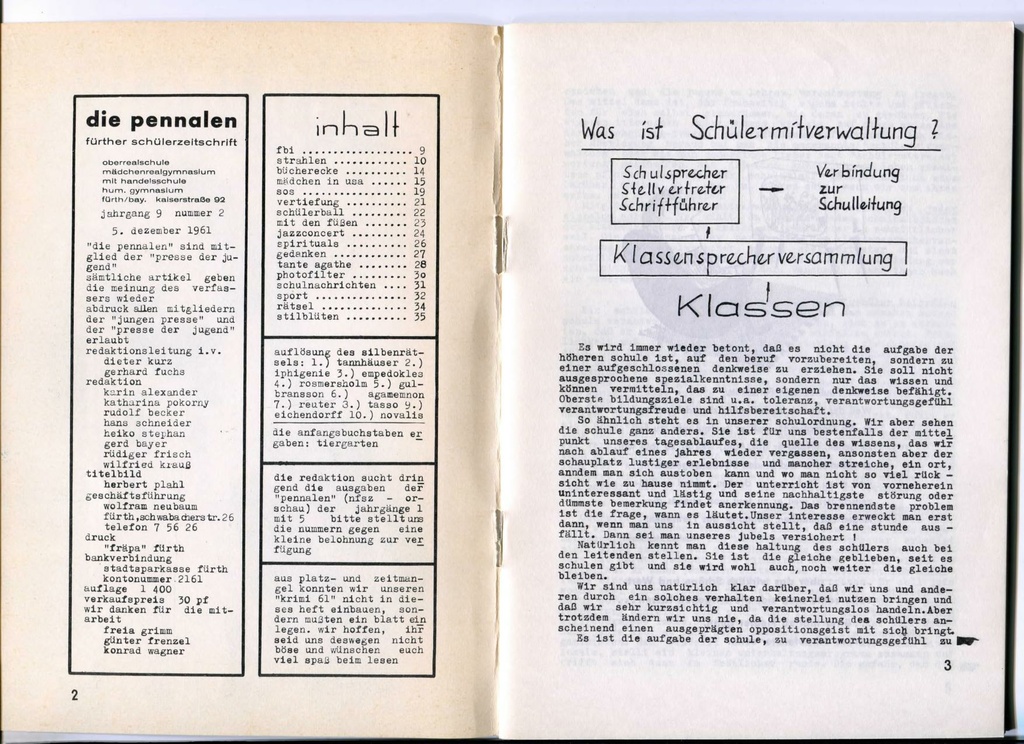 die pennalen
fürther schülerzeitschrift
oberrealschule
mädchenrealgymnasium
mit handelsschule
hum. gymnasium
fürth/bay. kaiserstraße 92
jahrgang 9 nummer 2
5. dezember 1961
"die pennalen" sind mit-
glied der "presse der ju-
gend"
sämtliche artikel geben
die meinung des verfas-
sers wieder
abdruck allen mitgliedern
der "jungen presse" und
der "presse der jugend"
erlaubt
redaktionsleitung i.v.
dieter kurz
gerhard fuchs
redaktion
karin alexander
katharina pokorny
rudolf becker
hans schneider
heiko stephan
gerd bayer
rüdiger frisch
wilfried krauß
titelbild
herbert plahl
geschäftsführung
wolfram neubaum
fürth,schwabacherstr.26
telefon 7 56 26
druck
"fräpa" fürth
bankverbindung
stadtsparkasse fürth
kontonummer 2161
auflage 1 400
verkaufspreis 30 pf
wir danken für die mit-
arbeit
freia grimm
günter frenzel
konrad wagner
2
inhalt
fbi .................. 9
strahlen ............ 10
bücherecke .......... 14
mädchen in usa ...... 15
sos ................. 19
vertiefung .......... 21
schülerball ......... 22
mit den füßen ....... 23
jazzconcert ......... 24
spirituals .......... 26
gedanken ............ 27
tante agathe ........ 28
photofilter ......... 3o
schulnachrichten .... 31
sport ............... 32
rätsel .............. 34
stilblüten .......... 35
auflösung des silbenrät-
sels: 1.) tannhäuser 2.)
iphigenie 3.) empedokles
4.) rosmersholm 5.) gul-
bransson 6.) agamemnon
7.) reuter 3.) tasso 9.)
eichendorff 10.) novalis
die anfangsbuchstaben er
gaben: tiergarten
die redaktion sucht drin
gend die ausgaben der
"pennalen" (nfsz - or-
schau) der jahrgänge 1
mit 5 bitte stellt uns
die nummern gegen eine
kleine belohnung zur ver
fügung
aus platz- und zeitman-
gel konnten wir unseren
"krimi 61" nicht in die-
ses heft einbauen, son-
dern mußten ein blatt ein
legen. wir hoffen, ihr
seid uns deswegen nicht
böse und wünschen euch
viel spaß beim lesen
Was ist Schülermitverwaltung ?
Schulsprecher
Stellvertreter
Schriftführer
Verbindung
zur
Schulleitung
Klassensprecherversammlung
Klassen
Es wird immer wieder betont, daß es nicht die aufgabe der
höheren schule ist, auf den beruf vorzubereiten, sondern zu
einer aufgeschlossenen denkweise zu erziehen. Sie soll nicht
ausgesprochene spezialkenntnisse, sondern nur das wissen und
können vermitteln, das zu einer eigenen denkweise befähigt.
Oberste bildungsziele sind u.a. toleranz, verantwortungsgefühl
verantwortungsfreude und hilfsbereitschaft.
So ähnlich steht es in unserer schulordnung. Wir aber sehen
die schule ganz anders. Sie ist für uns bestenfalls der mittel
punkt unseres tagesablaufes, die quelle des wissens, das wir
nach ablauf eines jahres wieder vergassen, ansonsten aber der
schauplatz lustiger erlebnisse und mancher streiche, ein ort,
anndem man sich austoben kann und wo man nicht so viel rück -
sicht wie zu hause nimmt. Der unterricht ist von vorneherein
uninteressant und lästig und seine nachhaltigste störung oder
dümmste bemerkung findet anerkennung. Das brennendste problem
ist die frage, wann es läutet.Unser interesse erweckt man erst
dann, wenn man uns in aussicht stellt, daß eine stunde aus -
fällt. Dann sei man unseres jubels versichert !
Natürlich kennt man diese haltung des schülers auch bei
den leitenden stellen. Sie ist die gleiche geblieben, seit es
schulen gibt und sie wird wohl auch,noch weiter die gleiche
bleiben.
Wir sind uns natürlich klar darüber, daß wir uns und ande-
ren durch ein solches verhalten keinerlei nutzen bringen und
daß wir sehr kurzsichtig und verantwortungslos handeln.Aber
trotzdem ändern wir uns nie, da die stellung des schülers an-
scheinend einen ausgeprägten oppositionsgeist mit sich bringt.
Es ist die aufgabe der schule, zu verantwortungsgefühl zu
3